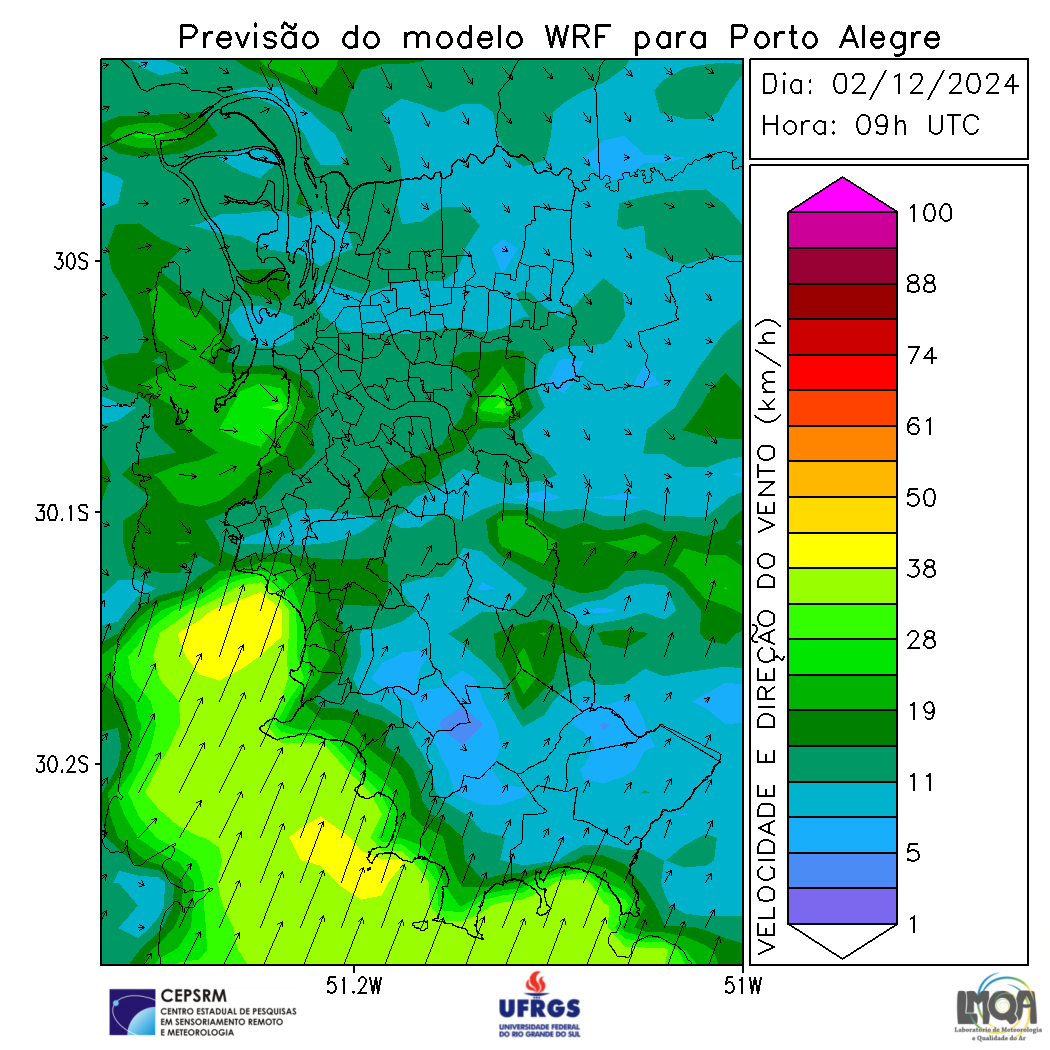 Previsão do modelo WRF para Porto Alegre
Dia: 02/12/2024
Hora: 09h UTC
30S
30.1S
30.2S
51.2W
51W
VELOCIDADE E DIREÇÃO DO VENTO (km/h)
100
88
74
61
50
38
28
19
11
5
1
CEPSRM
CENTRO ESTADUAL DE PESQUISAS
EM SENSORIAMENTO REMOTO
E METEOROLOGIA
UFRGS
UNIVERSIDADE FEDERAL
DO RIO GRANDE DO SUL
LMQA
Laboratório de Meteorologia
e Qualidade do Ar